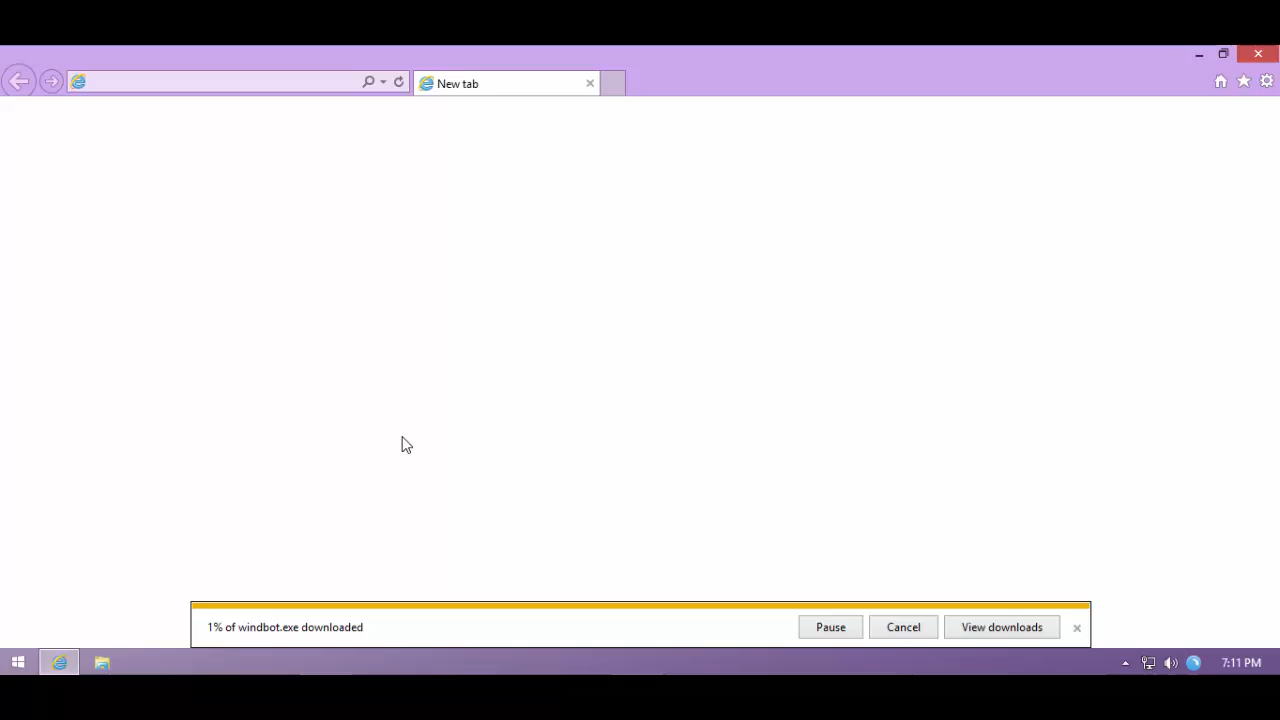 New tab
1% of windbot.exe downloaded
Pause
Cancel
View downloads
7:11 PM